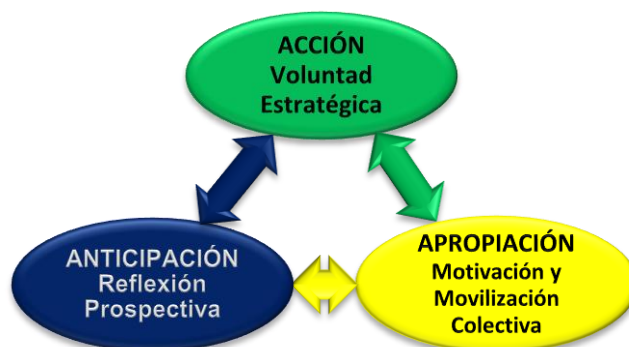 ACCIÓN
Voluntad
Estratégica
ANTICIPACIÓN
Reflexión
Prospectiva
APROPIACIÓN
Motivación y
Movilización
Colectiva